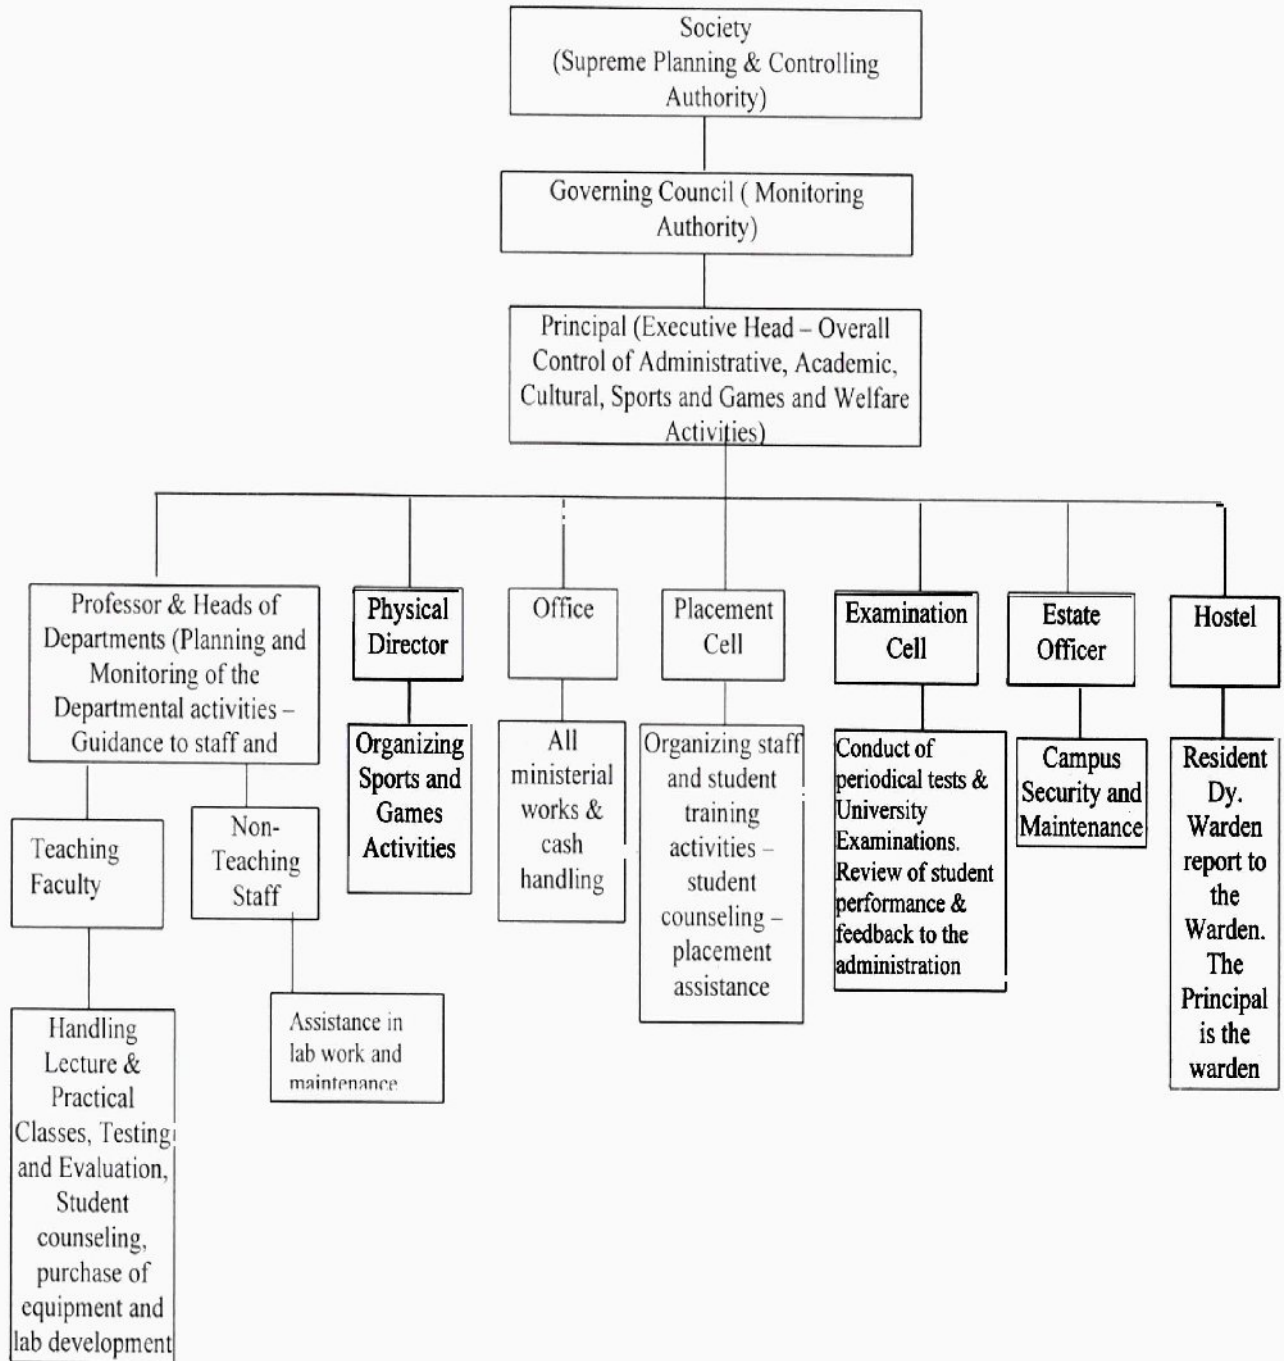 Society
(Supreme Planning & Controlling
Authority)
Governing Council ( Monitoring
Authority)
Principal (Executive Head – Overall
Control of Administrative, Academic,
Cultural, Sports and Games and Welfare
Activities)
Professor & Heads of
Departments (Planning and
Monitoring of the
Departmental activities –
Guidance to staff and
Physical
Director
Office
Placement
Cell
Examination
Cell
Estate
Officer
Hostel
Teaching
Faculty
Non-
Teaching
Staff
Organizing
Sports and
Games
Activities
All
ministerial
works &
cash
handling
Organizing staff
and student
training
activities –
student
counseling –
placement
assistance
Conduct of
periodical tests &
University
Examinations.
Review of student
performance &
feedback to the
administration
Campus
Security and
Maintenance
Resident
Dy.
Warden
report to
the
Warden.
The
Principal
is the
warden
Handling
Lecture &
Practical
Classes, Testing
and Evaluation,
Student
counseling,
purchase of
equipment and
lab development
Assistance in
lab work and
maintenance